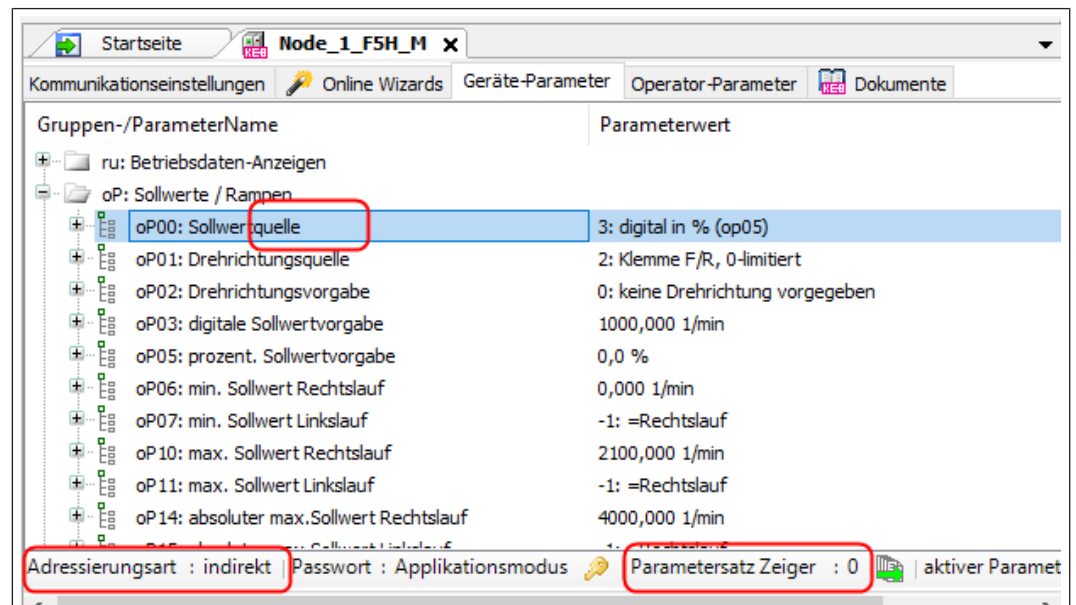 Startseite Node_1_F5H_M x
Kommunikationseinstellungen Online Wizards Geräte-Parameter Operator-Parameter KEB Dokumente
Gruppen-/ParameterName Parameterwert
ru: Betriebsdaten-Anzeigen
oP: Sollwerte / Rampen
oP00: Sollwertquelle 3: digital in % (op05)
oP01: Drehrichtungsquelle 2: Klemme F/R, 0-limitiert
oP02: Drehrichtungsvorgabe 0: keine Drehrichtung vorgegeben
oP03: digitale Sollwertvorgabe 1000,000 1/min
oP05: prozent. Sollwertvorgabe 0,0 %
oP06: min. Sollwert Rechtslauf 0,000 1/min
oP07: min. Sollwert Linkslauf -1: =Rechtslauf
oP10: max. Sollwert Rechtslauf 2100,000 1/min
oP11: max. Sollwert Linkslauf -1: =Rechtslauf
oP14: absoluter max.Sollwert Rechtslauf 4000,000 1/min
Adressierungsart : indirekt Passwort : Applikationsmodus Parametersatz Zeiger : 0 aktiver Paramet